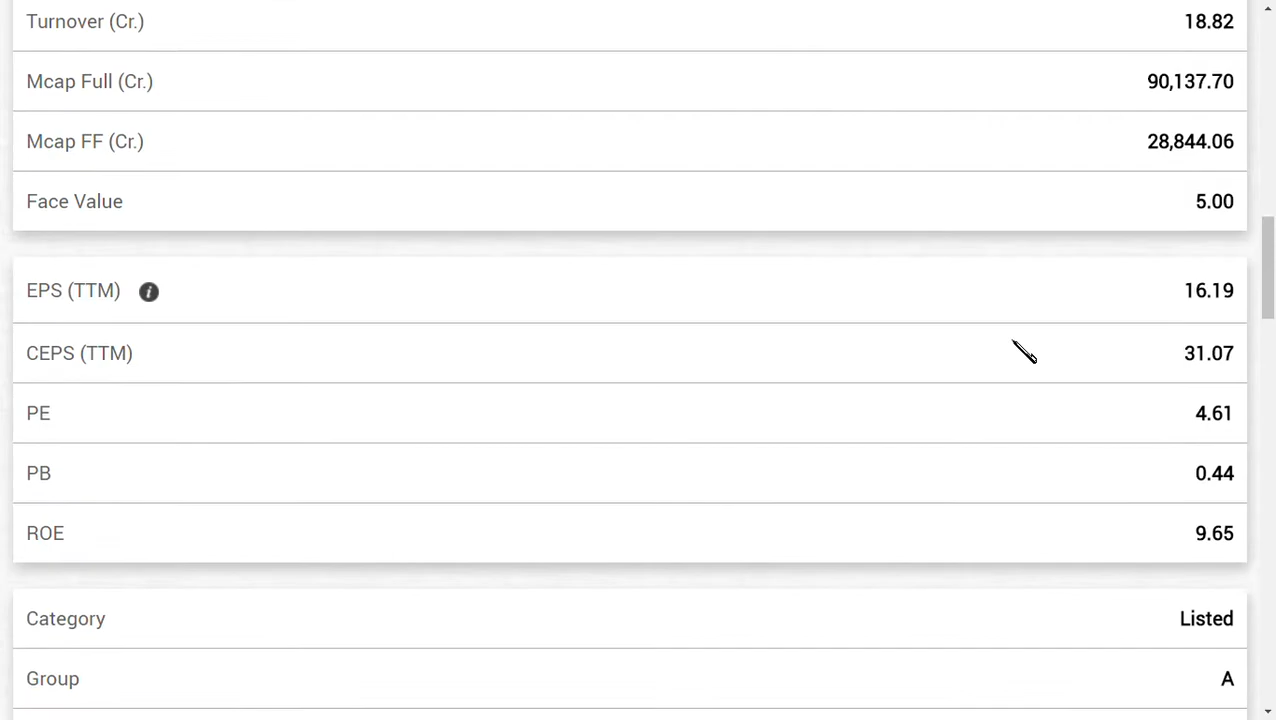 Turnover (Cr.) 18.82
Mcap Full (Cr.) 90,137.70
Mcap FF (Cr.) 28,844.06
Face Value 5.00
EPS (TTM) i 16.19
CEPS (TTM) 31.07
PE 4.61
PB 0.44
ROE 9.65
Category Listed
Group A